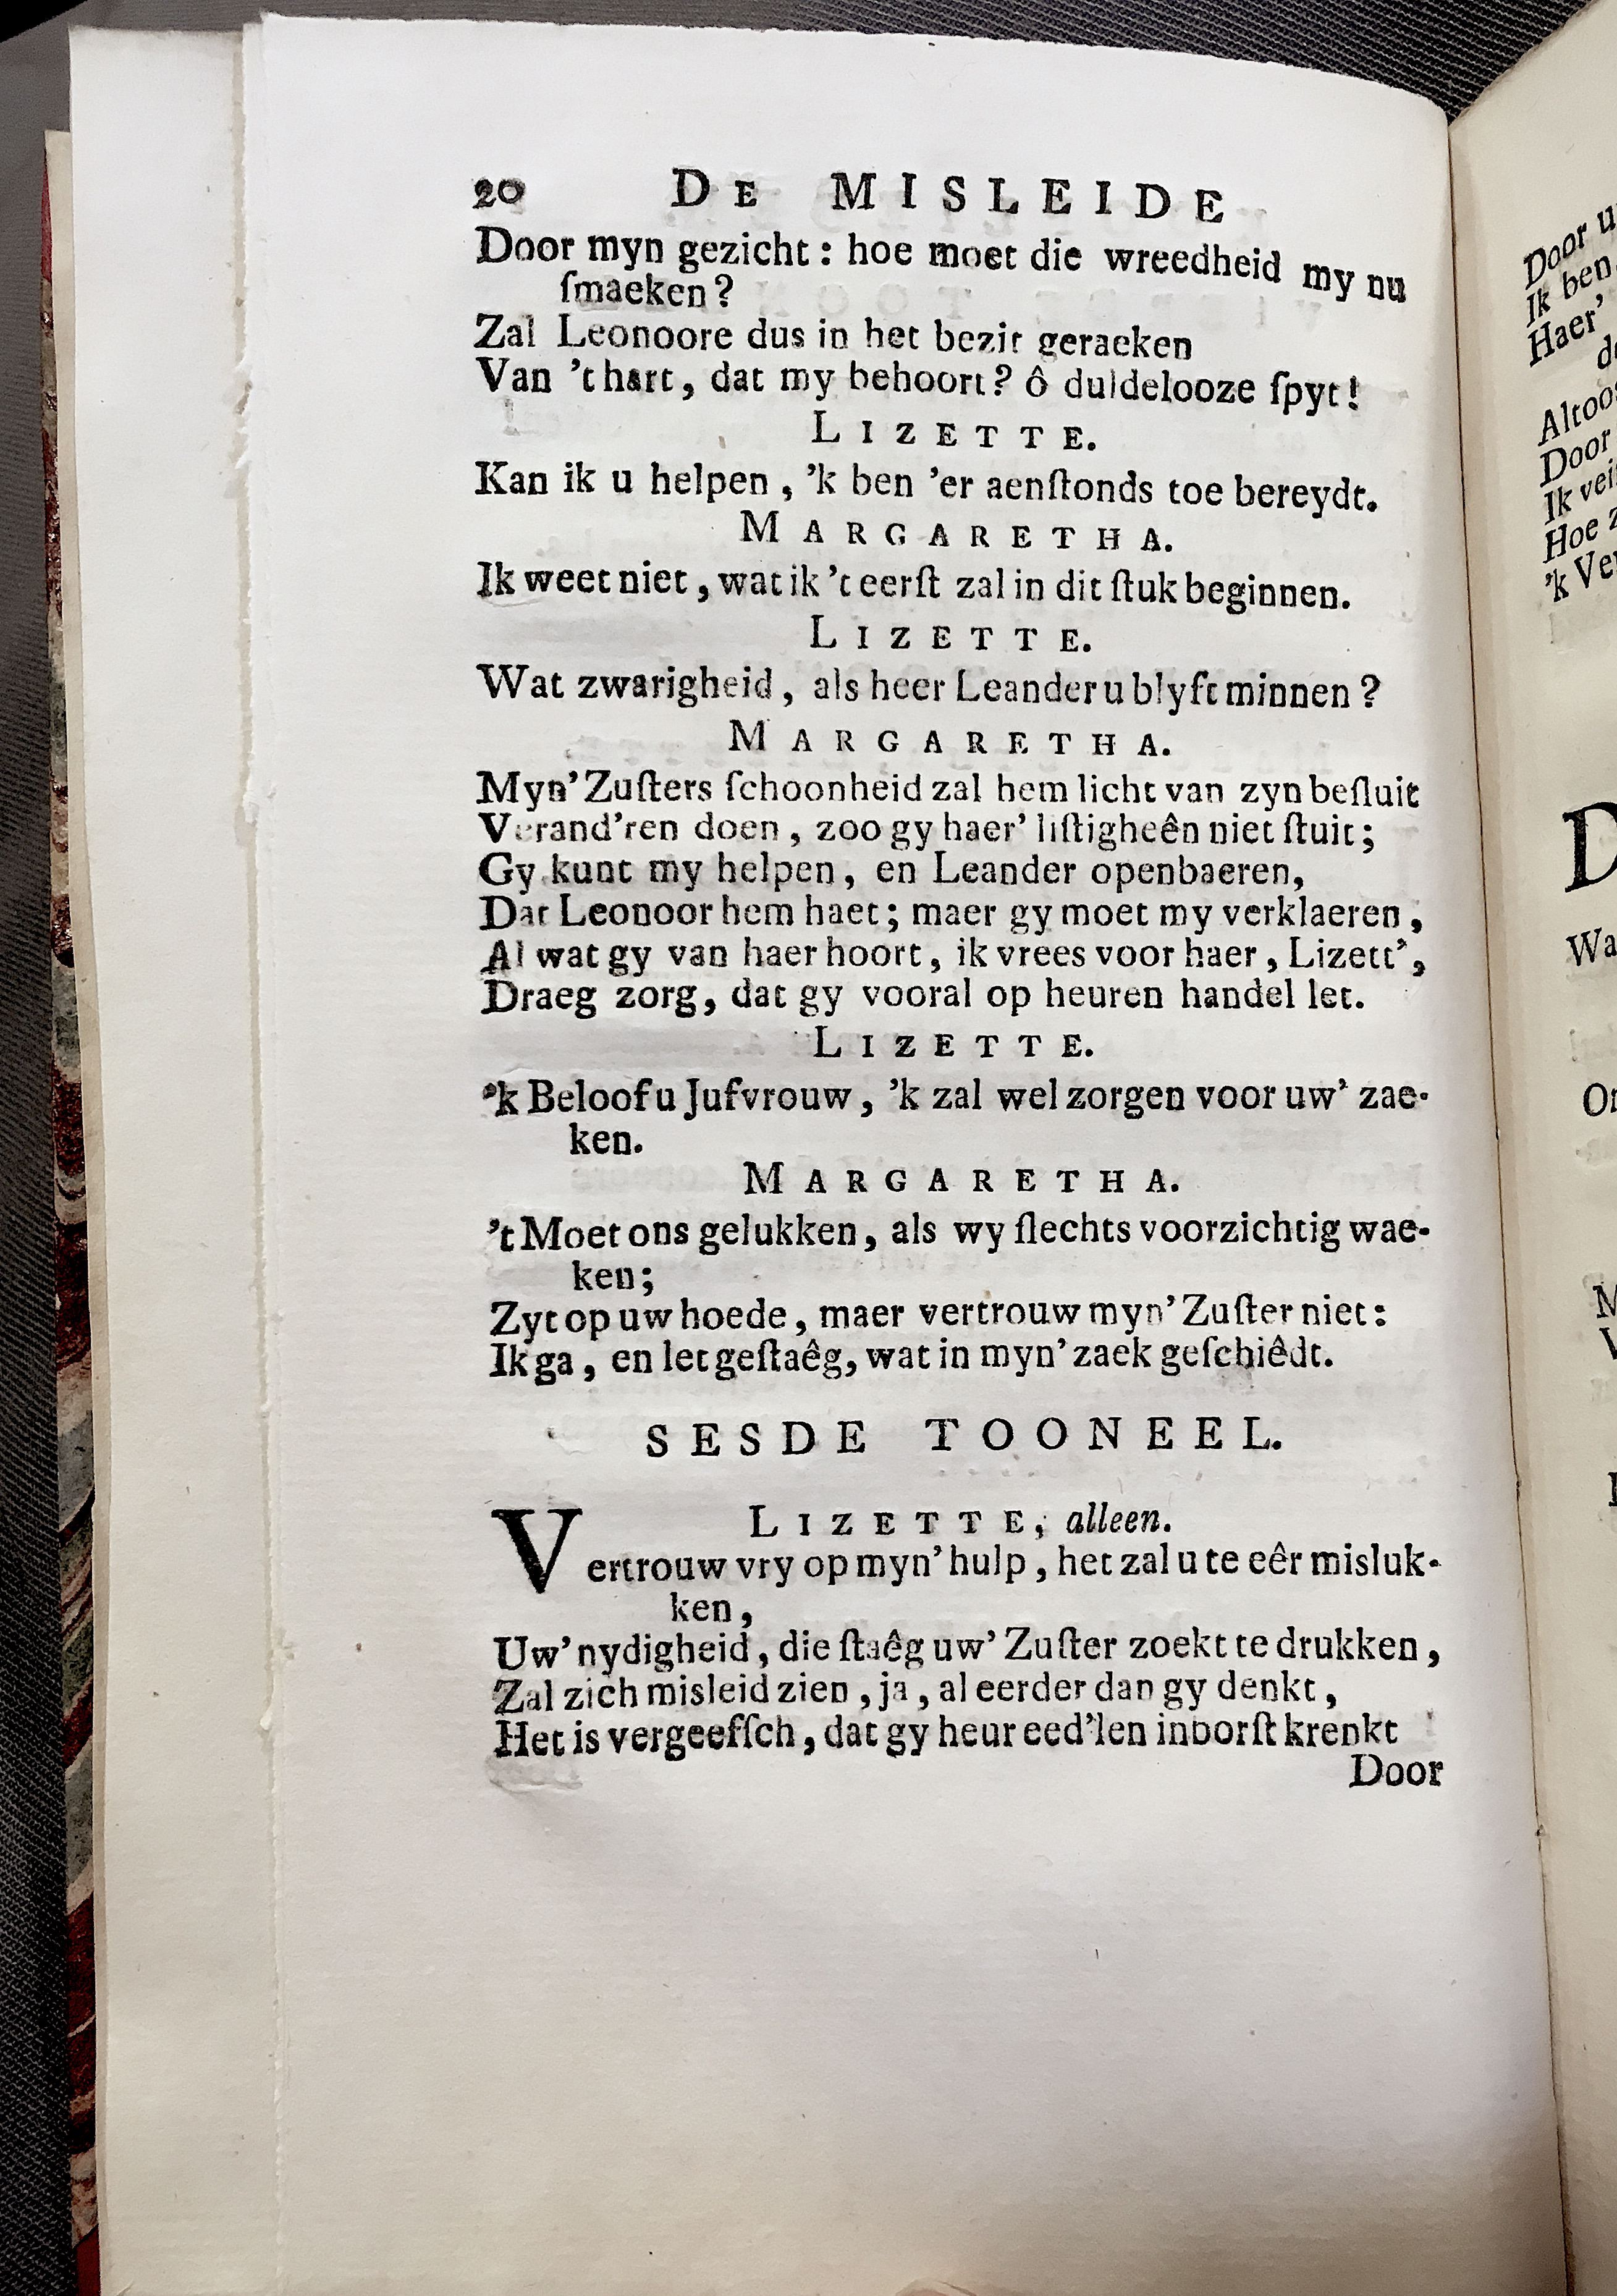 20 DE MISLEIDE
Door myn gezicht: hoe moet die wreedheid my nu
ſmaeken?
Zal Leonoore dus in het bezit geraeken
Van 't hart, dat my behoort? ô duldelooze ſpyt!
LIZETTE.
Kan ik u helpen, 'k ben 'er aenſtonds toe bereydt.
MARGARETHA.
Ik weet niet, wat ik 't eerſt zal in dit ſtuk beginnen.
LIZETTE.
Wat zwarigheid, als heer Leander u blyft minnen?
MARGARETHA.
Myn' Zuſters ſchoonheid zal hem licht van zyn beſluit
Verand'ren doen, zoo gy haer' liſtigheên niet ſtuit;
Gy kunt my helpen, en Leander openbaeren,
Dat Leonoor hem haet; maer gy moet my verklaeren,
Al wat gy van haer hoort, ik vrees voor haer, Lizett',
Draeg zorg, dat gy vooral op heuren handel let.
LIZETTE.
'k Beloof u Jufvrouw, 'k zal wel zorgen voor uw' zae-
ken.
MARGARETHA.
't Moet ons gelukken, als wy ſlechts voorzichtig wae-
ken;
Zyt op uw hoede, maer vertrouw myn' Zuſter niet:
Ik ga, en let geſtaêg, wat in myn' zaek geſchiêdt.
SESDE TOONEEL.
LIZETTE, alleen.
Vertrouw vry op myn' hulp, het zal u te eêr misluk-
ken,
Uw' nydigheid, die ſtaêg uw' Zuſter zoekt te drukken,
Zal zich misleid zien, ja, al eerder dan gy denkt,
Het is vergeefſch, dat gy heur eed'len inborſt krenkt
Door
Door
Ik ben
Haer'
Door
Ik
Hoe
'k
D